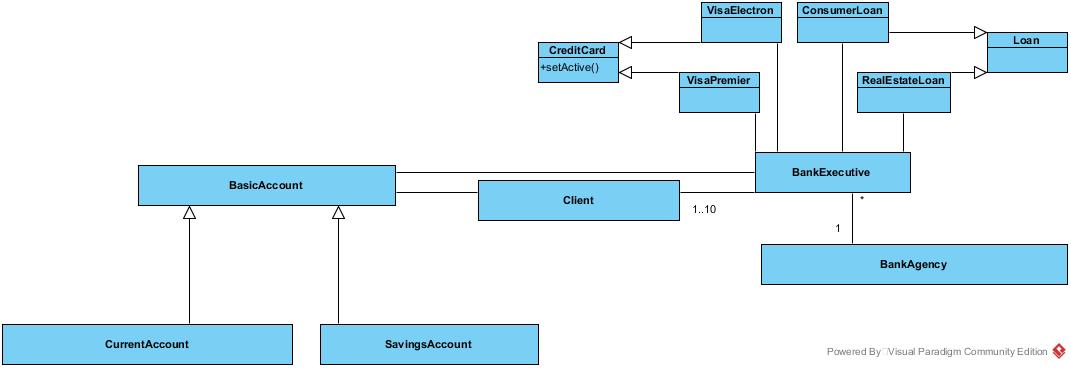 VisaElectron
ConsumerLoan
Loan
CreditCard
+setActive()
VisaPremier
RealEstateLoan
BankExecutive
BasicAccount
Client
1..10
*
1
BankAgency
CurrentAccount
SavingsAccount
Powered By Visual Paradigm Community Edition